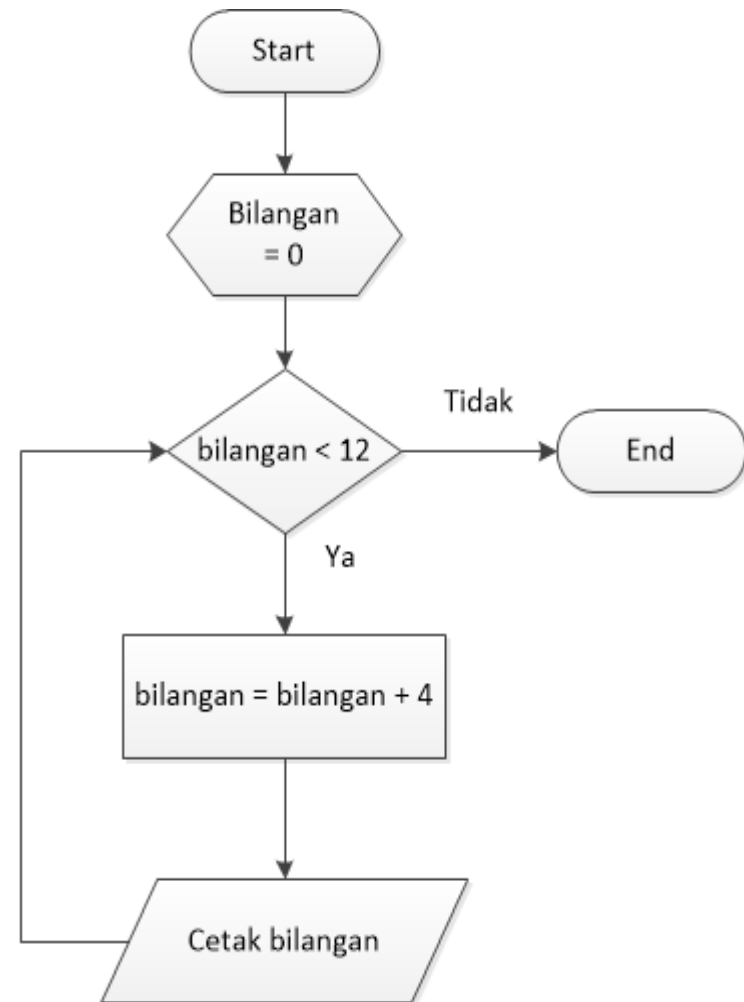 Start
Bilangan
= 0
bilangan < 12
Tidak
End
Ya
bilangan = bilangan + 4
Cetak bilangan